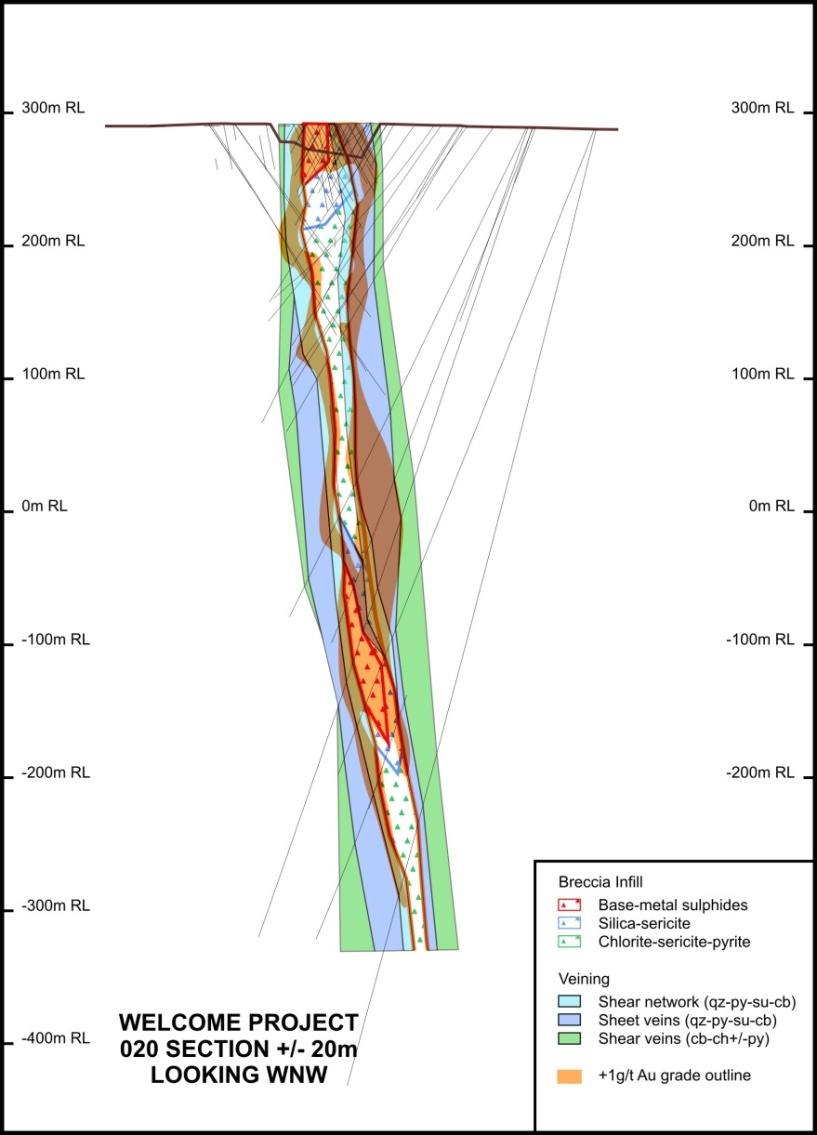 300m RL
300m RL
200m RL
200m RL
100m RL
100m RL
0m RL
0m RL
-100m RL
-100m RL
-200m RL
-200m RL
-300m RL
-300m RL
-400m RL
WELCOME PROJECT
020 SECTION +/- 20m
LOOKING WNW
Breccia Infill
Base-metal sulphides
Silica-sericite
Chlorite-sericite-pyrite
Veining
Shear network (qz-py-su-cb)
Sheet veins (qz-py-su-cb)
Shear veins (cb-ch+/-py)
+1g/t Au grade outline